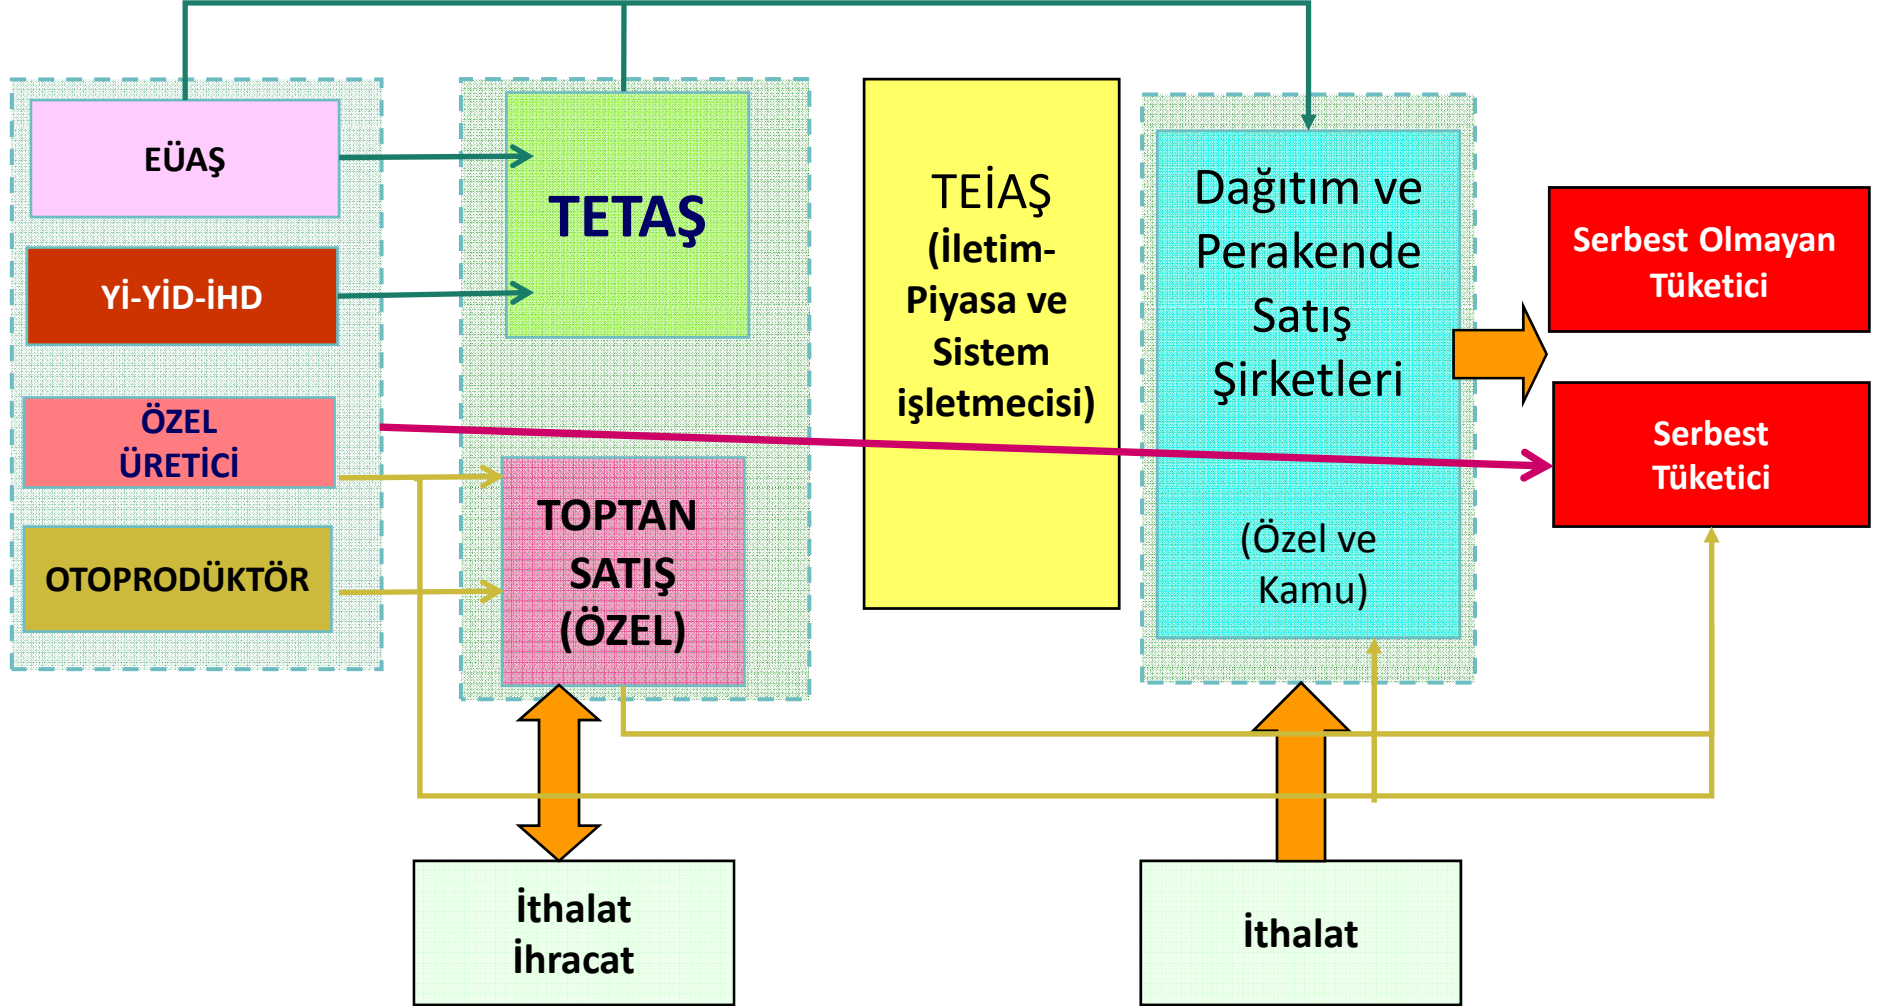 EÜAŞ
Yİ-YİD-İHD
ÖZEL
ÜRETİCİ
OTOPRODÜKTÖR
TETAŞ
TOPTAN
SATIŞ
(ÖZEL)
TEİAŞ
(İletim-
Piyasa ve
Sistem
işletmecisi)
Dağıtım ve
Perakende
Satış
Şirketleri
(Özel ve
Kamu)
Serbest Olmayan
Tüketici
Serbest
Tüketici
İthalat
İhracat
İthalat